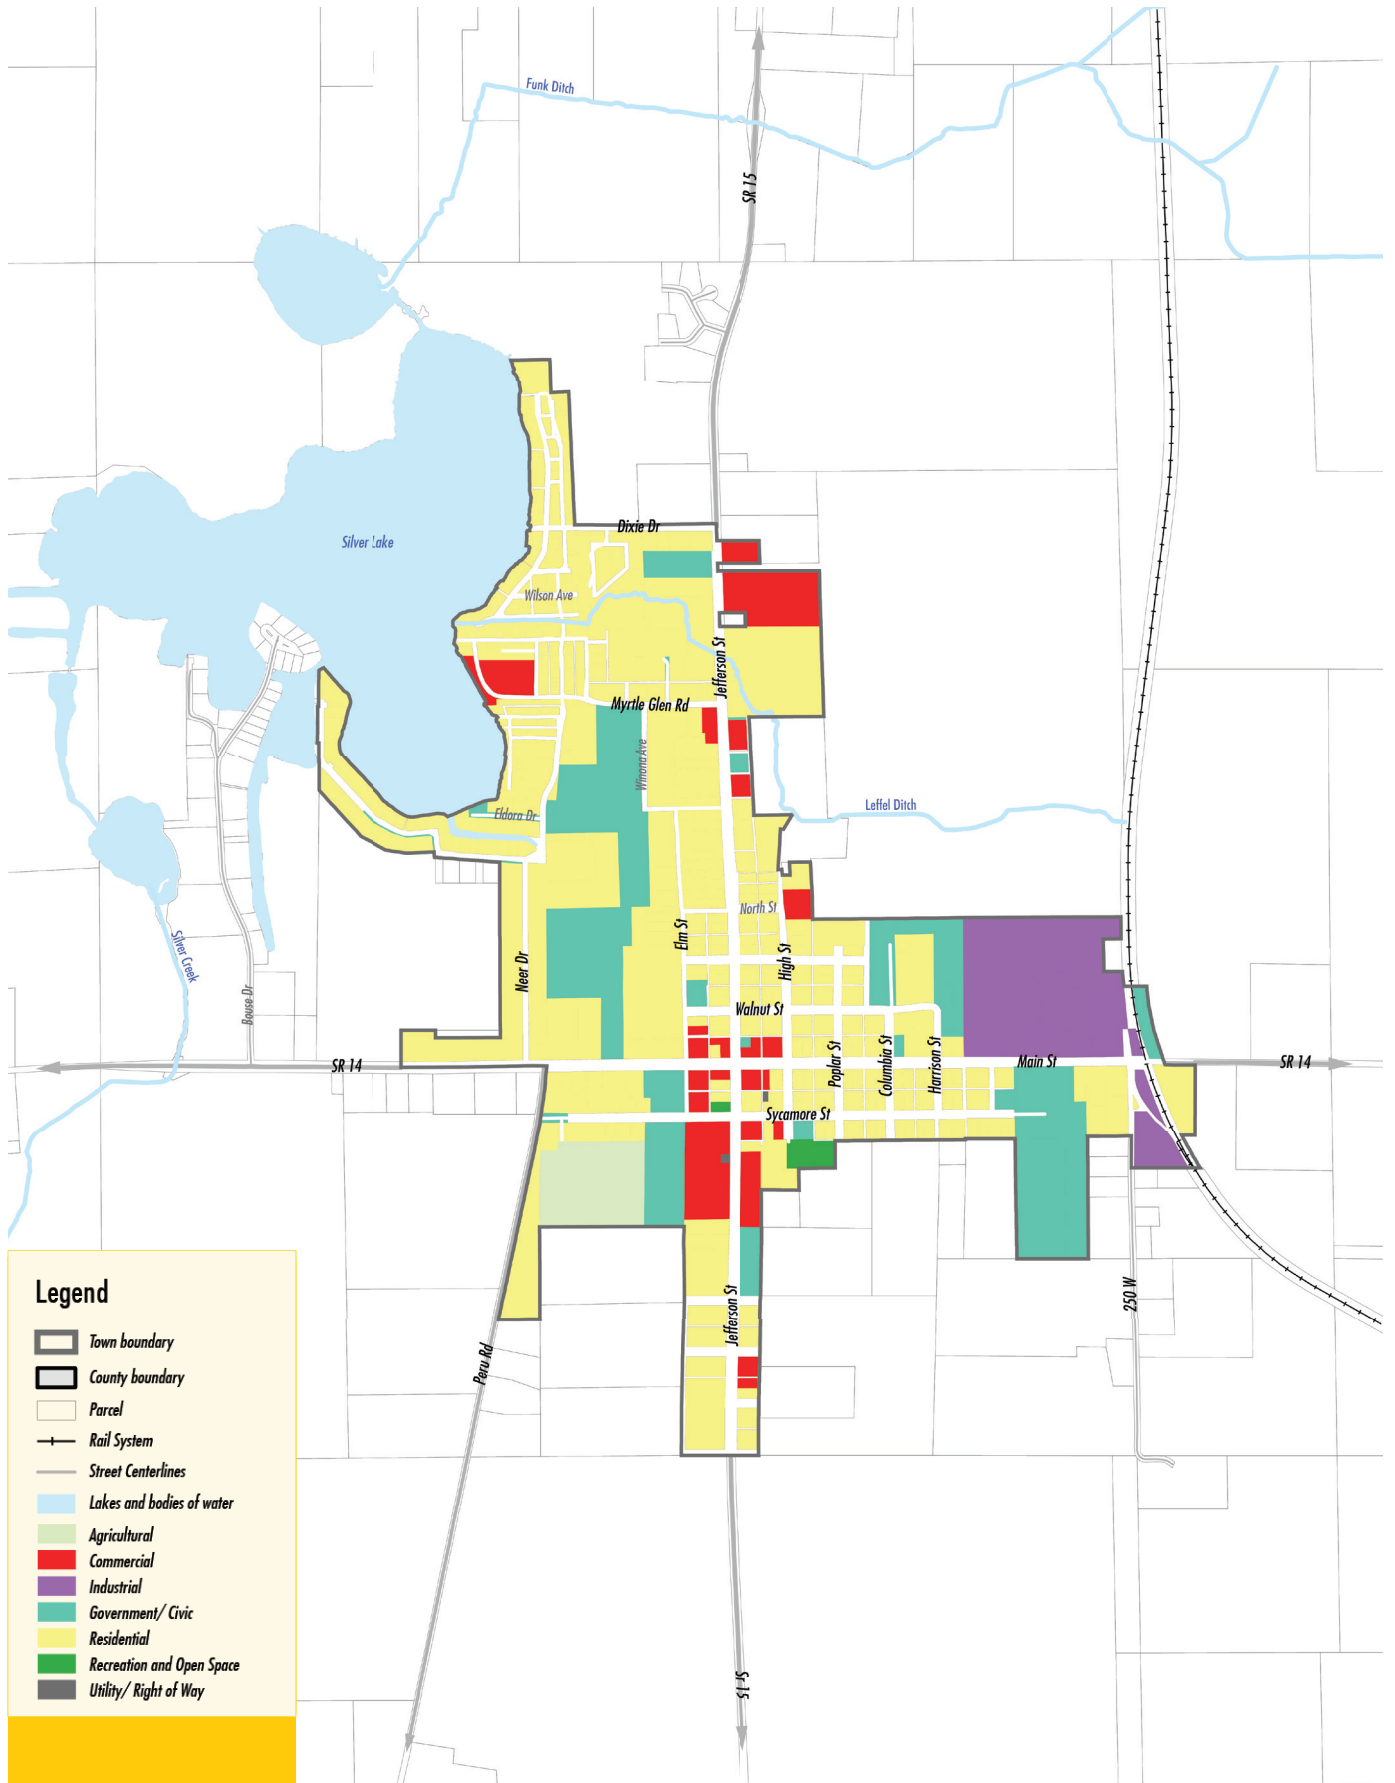 Funk Ditch
SR 15
Silver Lake
Dixie Dr
Wilson Ave
Jefferson St
Myrtle Glen Rd
Winona Ave
Leffel Ditch
Eldora Dr
North St
Elm St
High St
Silver Creek
Neer Dr
Bouse Dr
Walnut St
Poplar St
Columbia St
Harrison St
Main St
SR 14
SR 14
Sycamore St
Jefferson St
250 W
Peru Rd
SR 15
Legend
Town boundary
County boundary
Parcel
Rail System
Street Centerlines
Lakes and bodies of water
Agricultural
Commercial
Industrial
Government/ Civic
Residential
Recreation and Open Space
Utility/ Right of Way